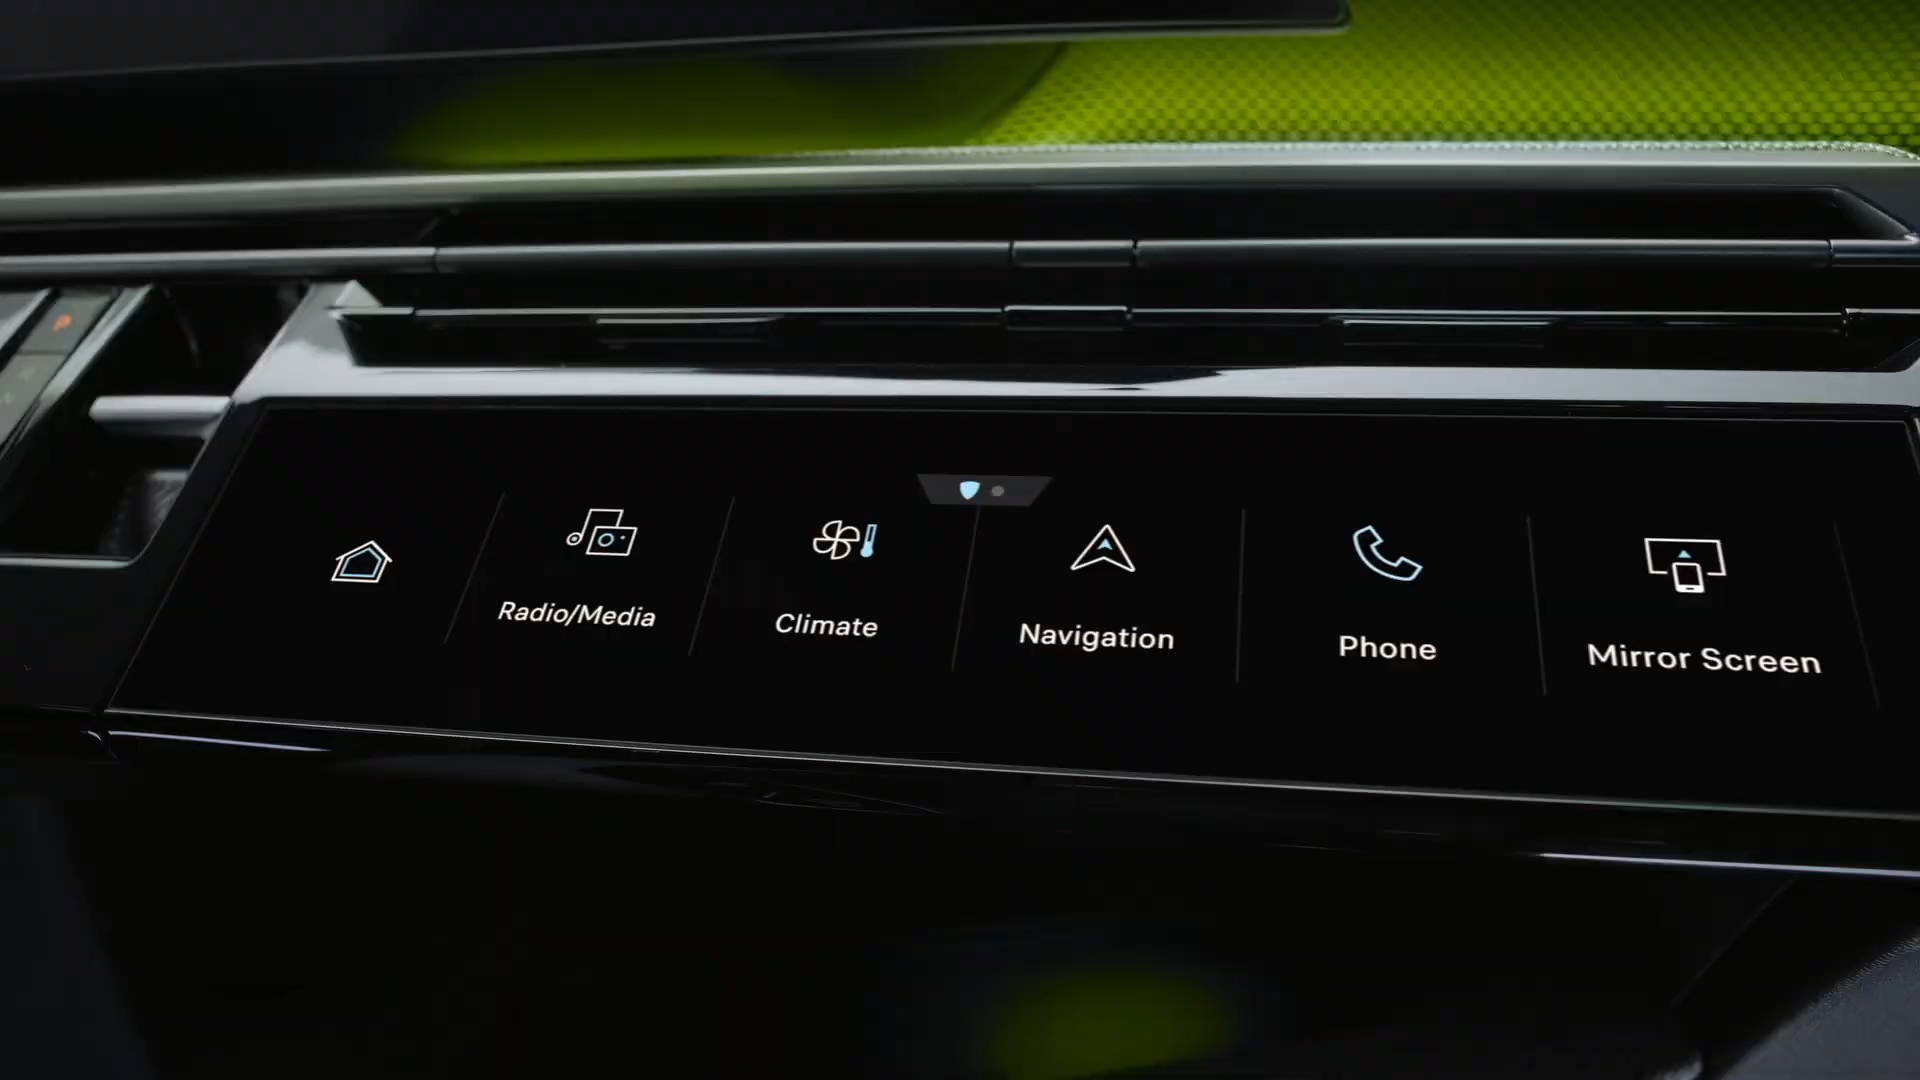 Radio/Media
Climate
Navigation
Phone
Mirror Screen